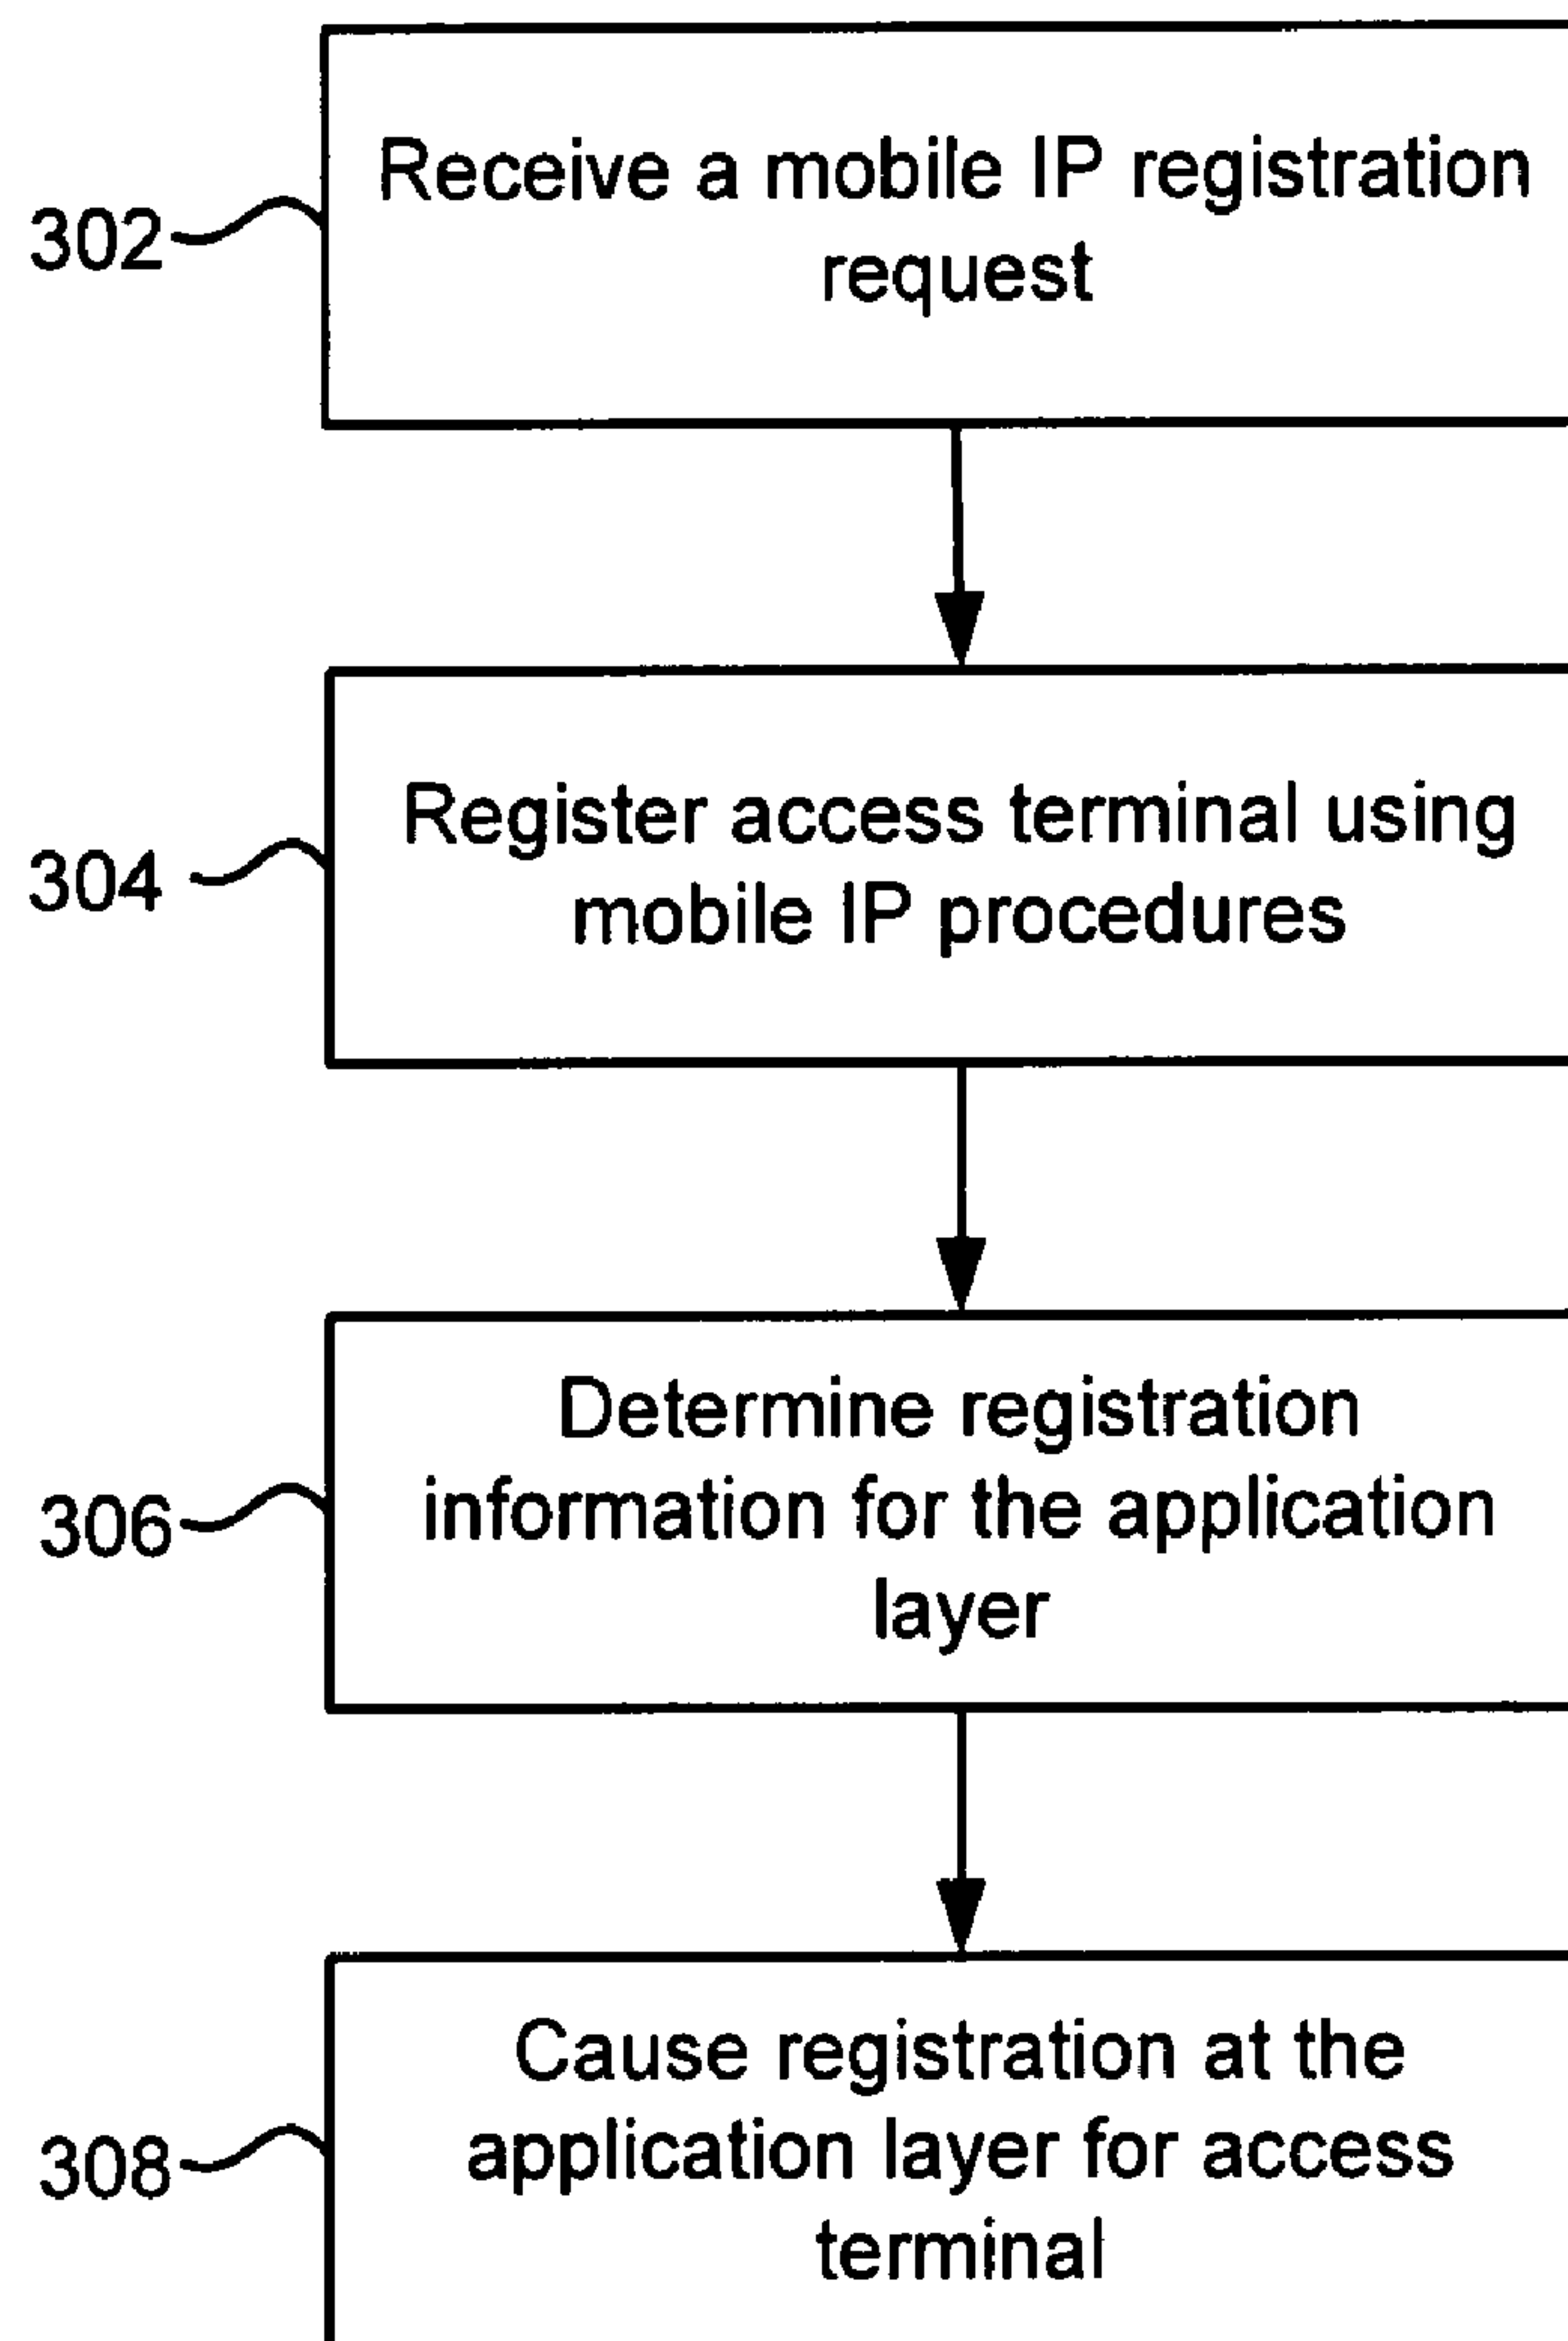 302
Receive a mobile IP registration
request
304
Register access terminal using
mobile IP procedures
306
Determine registration
information for the application
layer
308
Cause registration at the
application layer for access
terminal